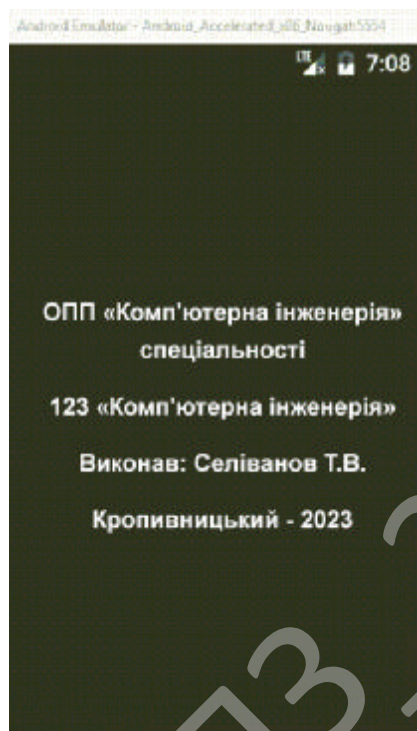 Android Emulator - Android_Accelerated_x86_Nougat:5554
LTE 7:08
ОПП «Комп'ютерна інженерія»
спеціальності
123 «Комп'ютерна інженерія»
Виконав: Селіванов Т.В.
Кропивницький - 2023